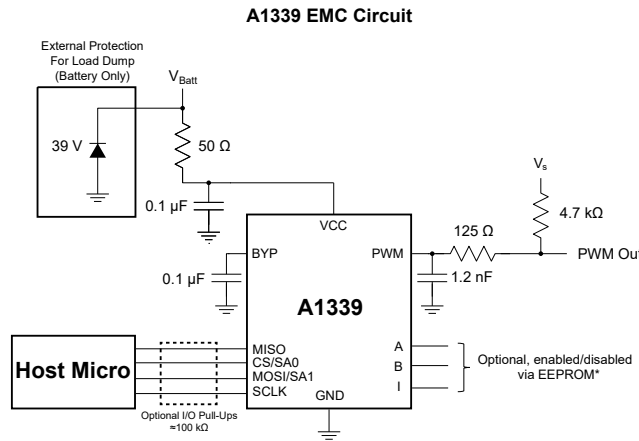 A1339 EMC Circuit
External Protection
For Load Dump
(Battery Only)
VBatt
39 V
50 Ω
0.1 µF
VCC
Vs
4.7 kΩ
125 Ω
BYP
PWM
PWM Out
0.1 µF
1.2 nF
A1339
Host Micro
MISO
CS/SA0
MOSI/SA1
SCLK
A
B
I
Optional, enabled/disabled
via EEPROM*
GND
Optional I/O Pull-Ups
≈100 kΩ